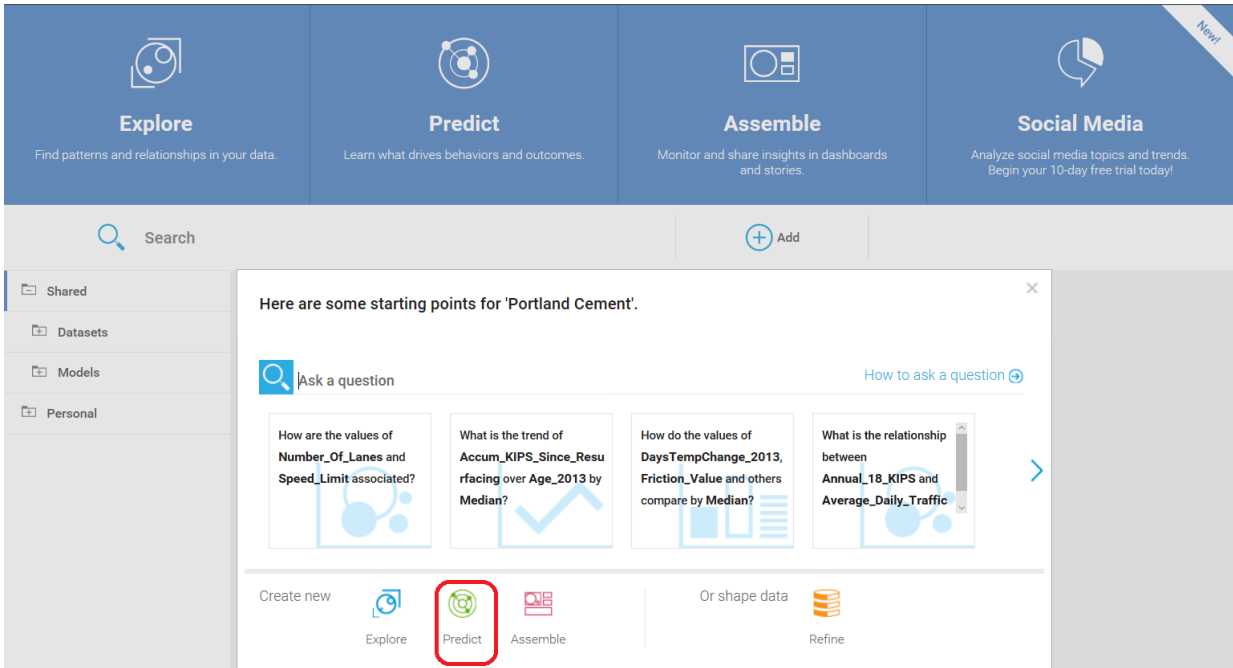 New!
Explore
Find patterns and relationships in your data.
Predict
Learn what drives behaviors and outcomes.
Assemble
Monitor and share insights in dashboards
and stories.
Social Media
Analyze social media topics and trends.
Begin your 10-day free trial today!
Search
Add
Shared
Datasets
Models
Personal
Here are some starting points for 'Portland Cement'.
Ask a question
How to ask a question
How are the values of
Number_Of_Lanes and
Speed_Limit associated?
What is the trend of
Accum_KIPS_Since_Resu
rfacing over Age_2013 by
Median?
How do the values of
DaysTempChange_2013,
Friction_Value and others
compare by Median?
What is the relationship
between
Annual_18_KIPS and
Average_Daily_Traffic
Create new
Explore
Predict
Assemble
Or shape data
Refine